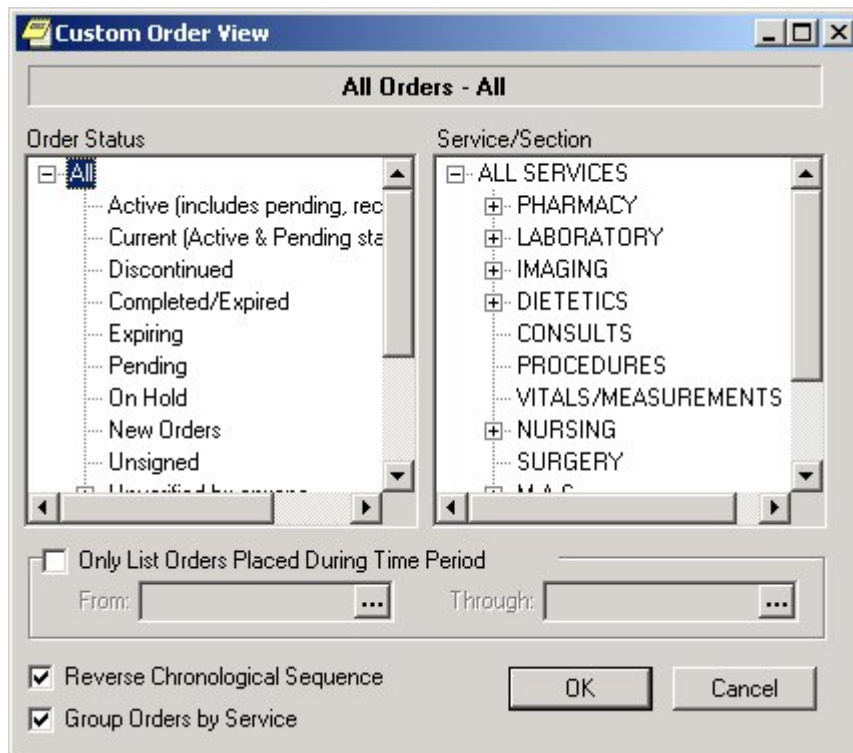 Custom Order View
All Orders - All
Order Status
All
Active (includes pending, rec
Current (Active & Pending sta
Discontinued
Completed/Expired
Expiring
Pending
On Hold
New Orders
Unsigned
Service/Section
ALL SERVICES
PHARMACY
LABORATORY
IMAGING
DIETETICS
CONSULTS
PROCEDURES
VITALS/MEASUREMENTS
NURSING
SURGERY
Only List Orders Placed During Time Period
From: ... Through: ...
Reverse Chronological Sequence
Group Orders by Service
OK Cancel